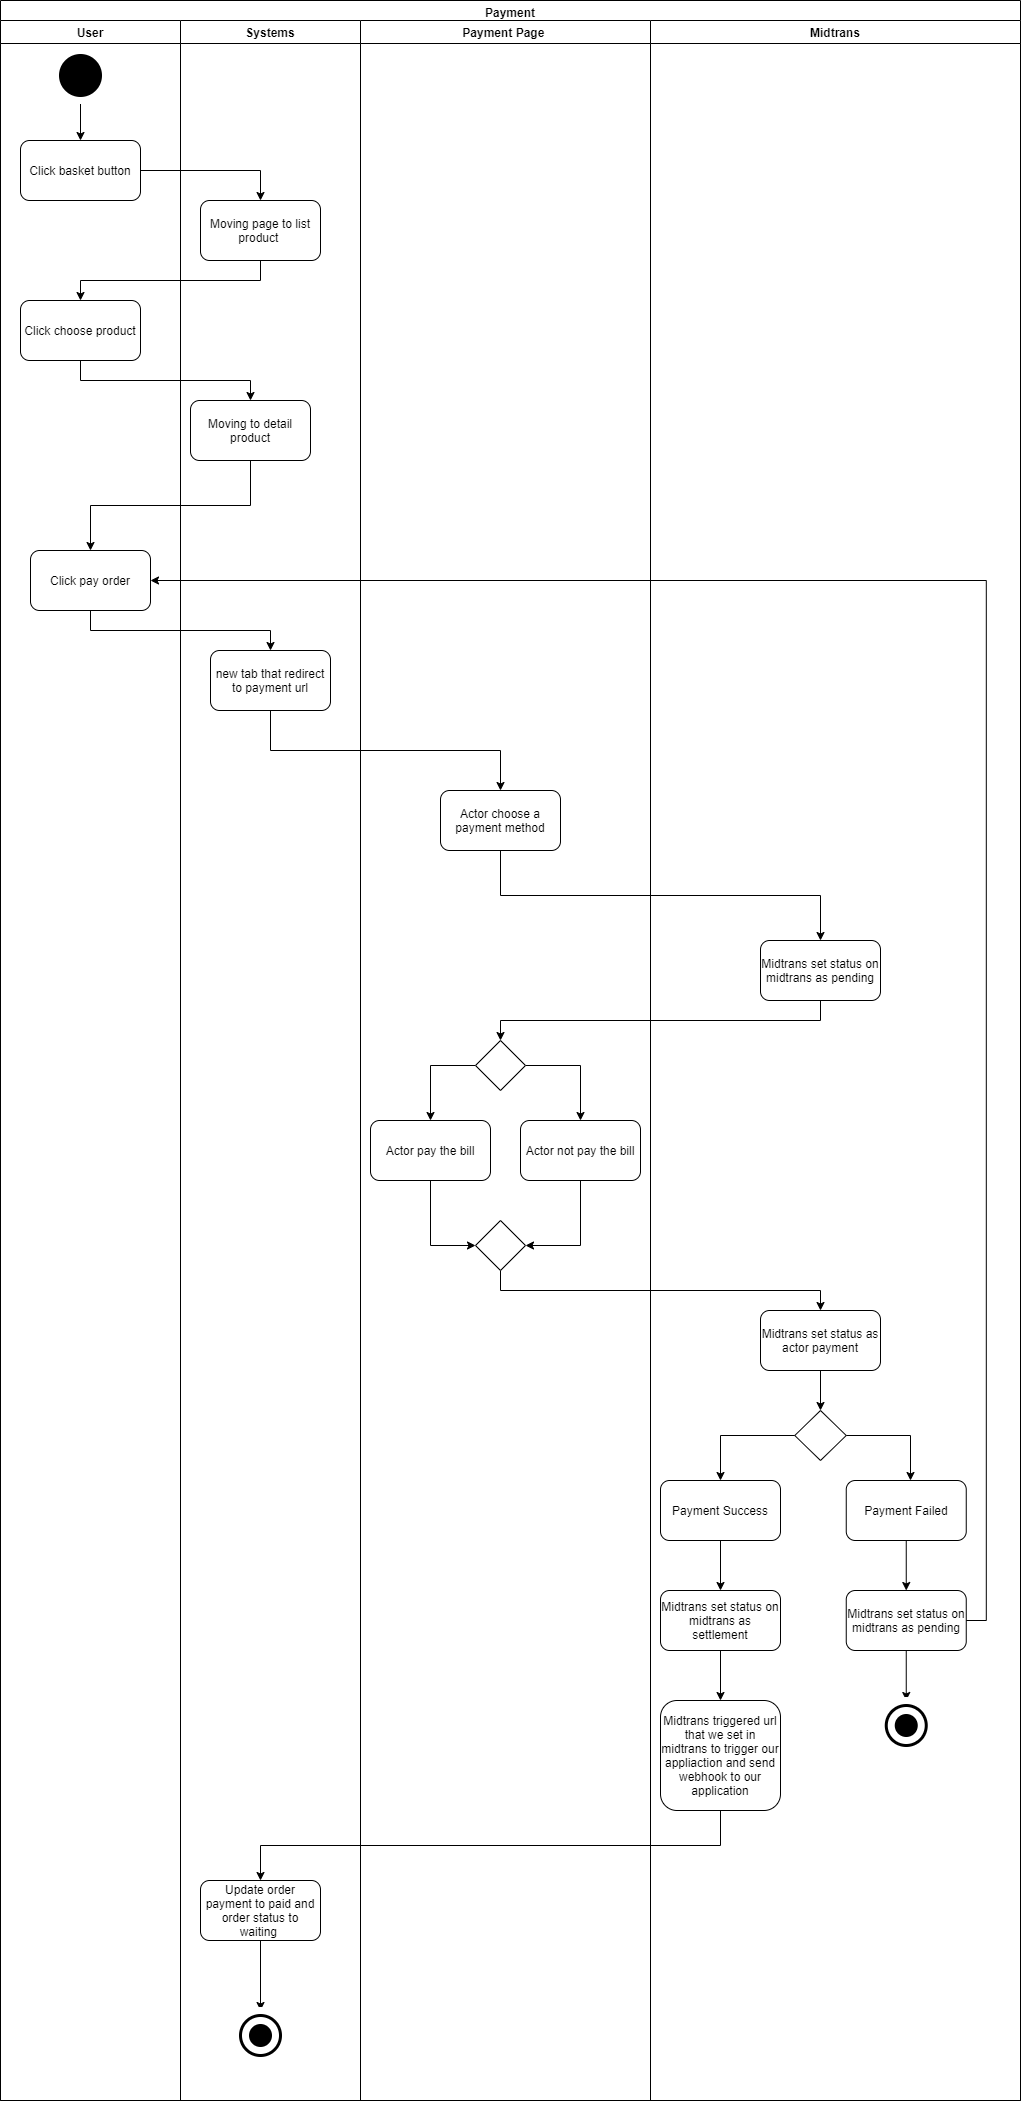 Payment
User
Systems
Payment Page
Midtrans
Click basket button
Moving page to list
product
Click choose product
Moving to detail
product
Click pay order
new tab that redirect
to payment url
Actor choose a
payment method
Midtrans set status on
midtrans as pending
Actor pay the bill
Actor not pay the bill
Midtrans set status as
actor payment
Payment Success
Payment Failed
Midtrans set status on
midtrans as
settlement
Midtrans set status on
midtrans as pending
Midtrans triggered url
that we set in
midtrans to trigger our
appliaction and send
webhook to our
application
Update order
payment to paid and
order status to
waiting